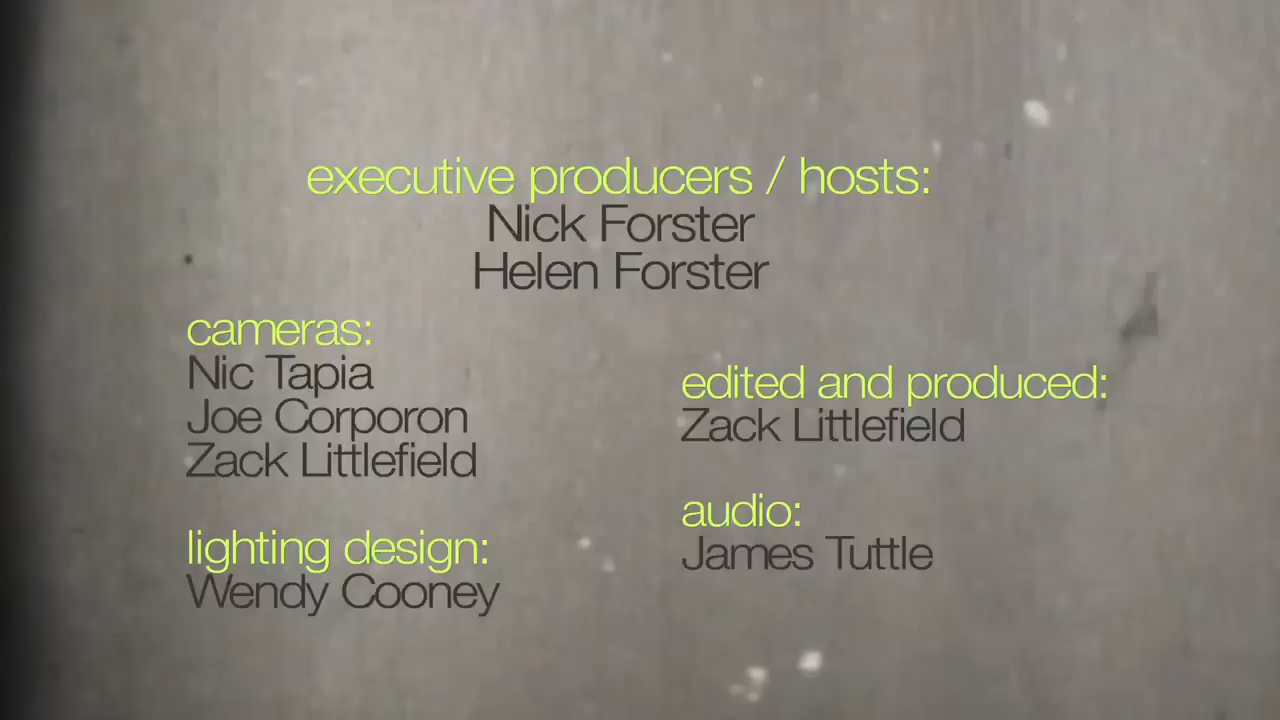 executive producers / hosts:
Nick Forster
Helen Forster
cameras:
Nic Tapia
Joe Corporon
Zack Littlefield
lighting design:
Wendy Cooney
edited and produced:
Zack Littlefield
audio:
James Tuttle